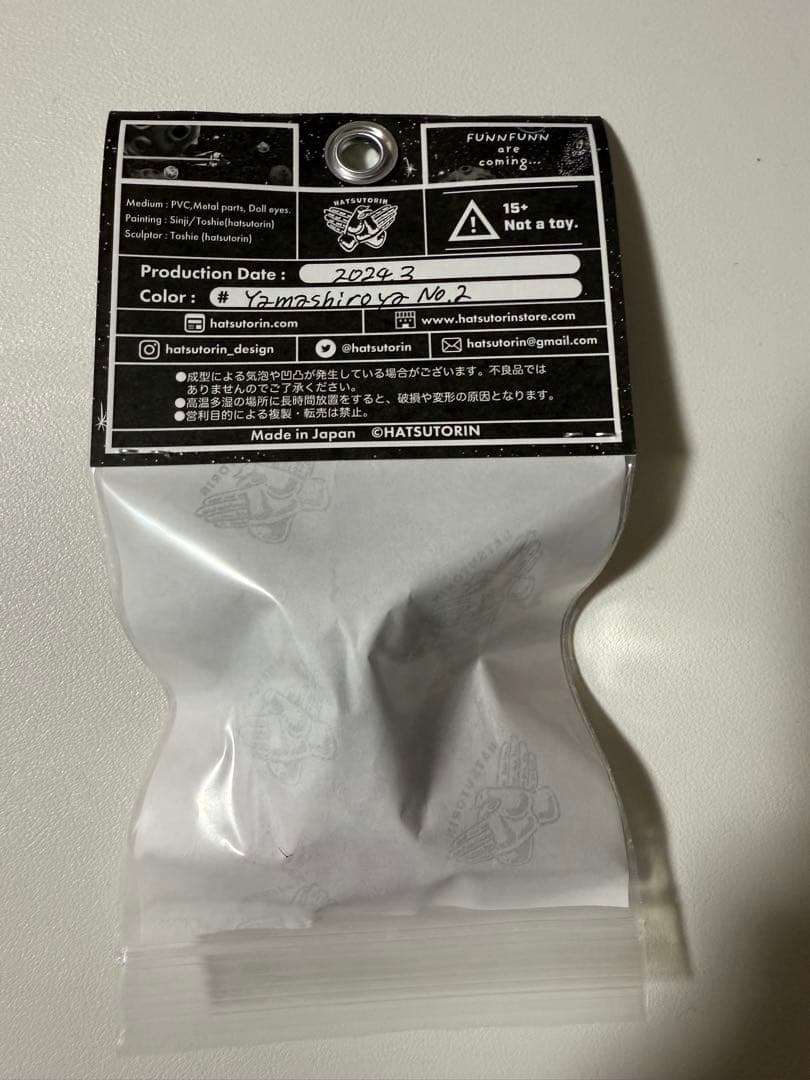 FUNNFUNN
are
coming...
Medium : PVC,Metal parts, Doll eyes.
Painting : Sinji/Toshie(hatsutorin)
Sculptor : Toshie (hatsutorin)
HATSUTORIN
15+
Not a toy.
Production Date : 2024 3
Color : # Yamashiroya No.2
hatsutorin.com
www.hatsutorinstore.com
hatsutorin_design
@hatsutorin
hatsutorin@gmail.com
●成型による気泡や凹凸が発生している場合がございます。不良品では
ありませんのでご了承ください。
●高温多湿の場所に長時間放置をすると、破損や変形の原因となります。
●営利目的による複製・転売は禁止。
Made in Japan ©HATSUTORIN
HATSUTORIN